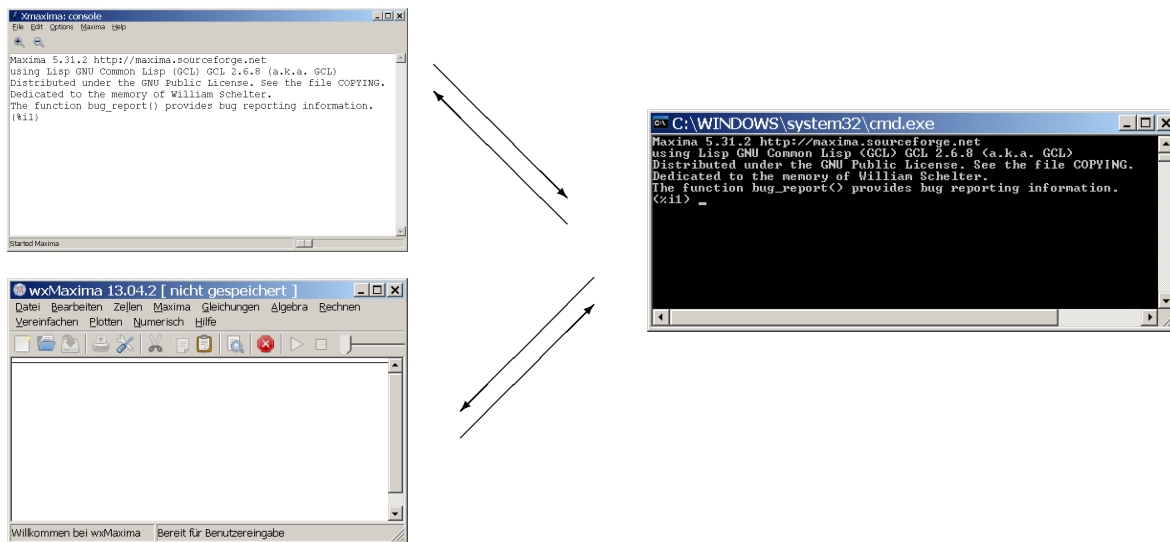 Xmaxima: console
File Edit Options Maxima Help
Maxima 5.31.2 http://maxima.sourceforge.net
using Lisp GNU Common Lisp (GCL) GCL 2.6.8 (a.k.a. GCL)
Distributed under the GNU Public License. See the file COPYING.
Dedicated to the memory of William Schelter.
The function bug_report() provides bug reporting information.
(%i1)
Started Maxima
wxMaxima 13.04.2 [ nicht gespeichert ]
Datei Bearbeiten Zellen Maxima Gleichungen Algebra Rechnen
Vereinfachen Plotten Numerisch Hilfe
Willkommen bei wxMaxima Bereit für Benutzereingabe
C:\WINDOWS\system32\cmd.exe
Maxima 5.31.2 http://maxima.sourceforge.net
using Lisp GNU Common Lisp (GCL) GCL 2.6.8 (a.k.a. GCL)
Distributed under the GNU Public License. See the file COPYING.
Dedicated to the memory of William Schelter.
The function bug_report() provides bug reporting information.
(%i1) _